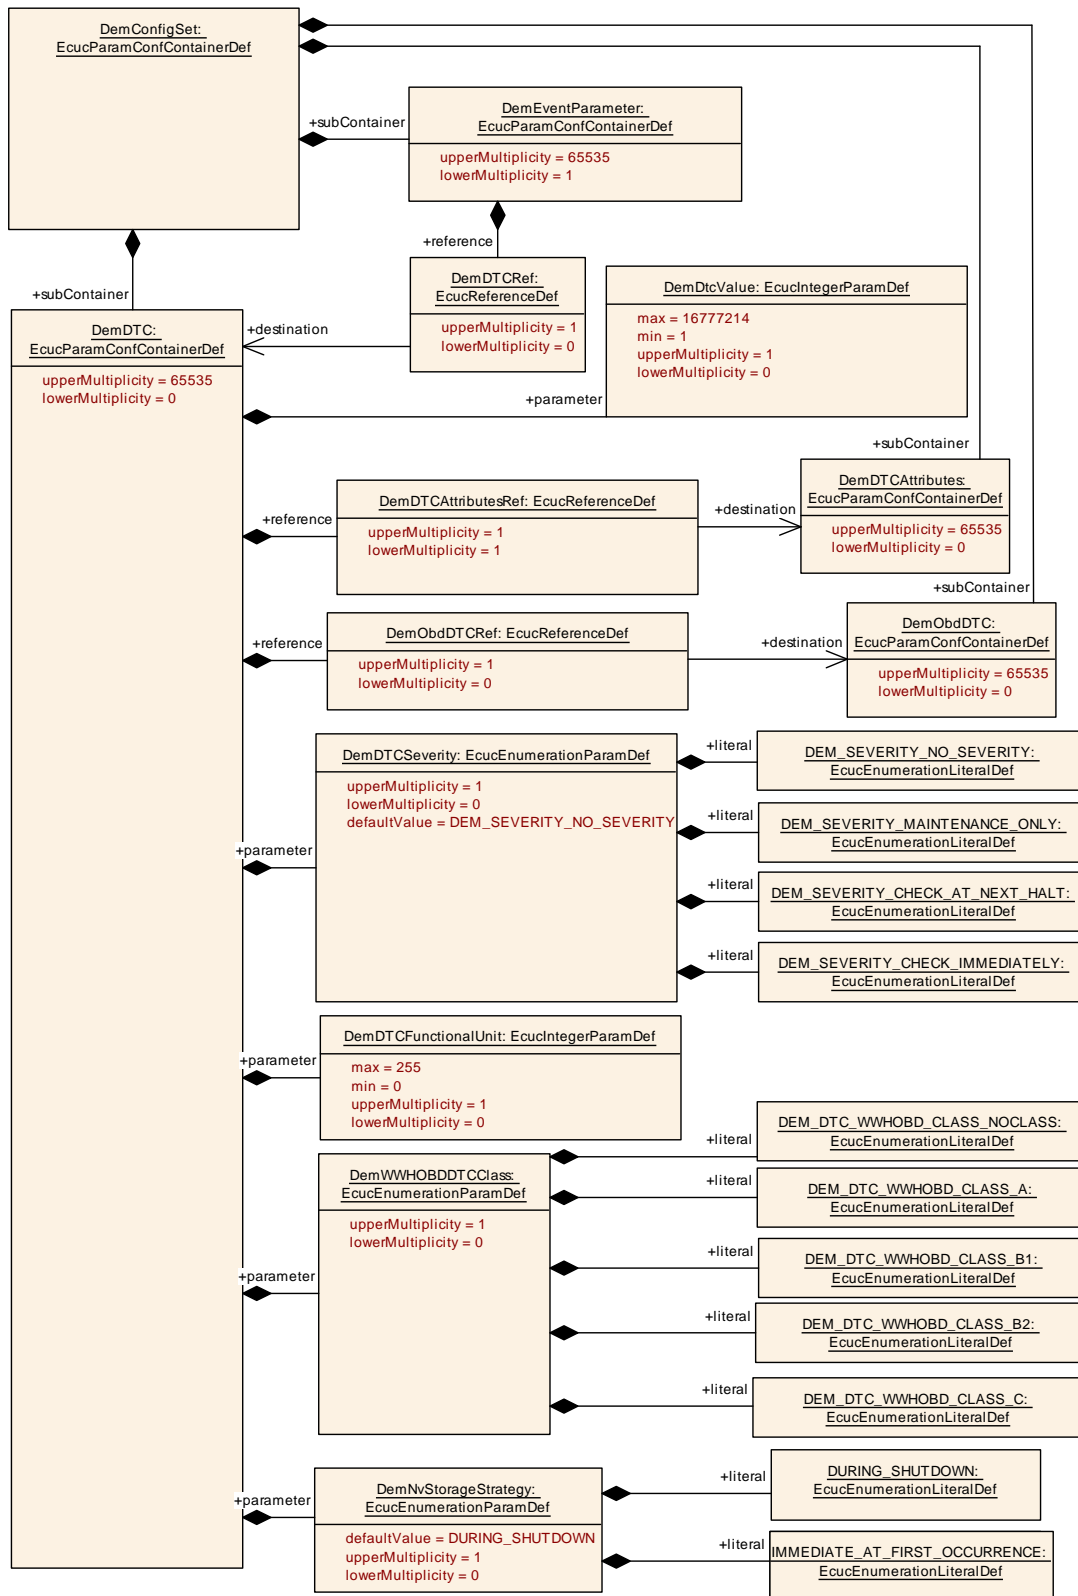 DemConfigSet:
EcucParamConfContainerDef
+subContainer
DemEventParameter:
EcucParamConfContainerDef
upperMultiplicity = 65535
lowerMultiplicity = 1
+reference
DemDTCRef:
EcucReferenceDef
upperMultiplicity = 1
lowerMultiplicity = 0
+destination
+subContainer
DemDTC:
EcucParamConfContainerDef
upperMultiplicity = 65535
lowerMultiplicity = 0
DemDtcValue: EcucIntegerParamDef
max = 16777214
min = 1
upperMultiplicity = 1
lowerMultiplicity = 0
+parameter
+subContainer
DemDTCAttributes:
EcucParamConfContainerDef
upperMultiplicity = 65535
lowerMultiplicity = 0
+reference
DemDTCAttributesRef: EcucReferenceDef
upperMultiplicity = 1
lowerMultiplicity = 1
+destination
+subContainer
DemObdDTC:
EcucParamConfContainerDef
upperMultiplicity = 65535
lowerMultiplicity = 0
+reference
DemObdDTCRef: EcucReferenceDef
upperMultiplicity = 1
lowerMultiplicity = 0
+destination
+parameter
DemDTCSeverity: EcucEnumerationParamDef
upperMultiplicity = 1
lowerMultiplicity = 0
defaultValue = DEM_SEVERITY_NO_SEVERITY
+literal
DEM_SEVERITY_NO_SEVERITY:
EcucEnumerationLiteralDef
+literal
DEM_SEVERITY_MAINTENANCE_ONLY:
EcucEnumerationLiteralDef
+literal
DEM_SEVERITY_CHECK_AT_NEXT_HALT:
EcucEnumerationLiteralDef
+literal
DEM_SEVERITY_CHECK_IMMEDIATELY:
EcucEnumerationLiteralDef
+parameter
DemDTCFunctionalUnit: EcucIntegerParamDef
max = 255
min = 0
upperMultiplicity = 1
lowerMultiplicity = 0
+parameter
DemWWHOBDDTCClass:
EcucEnumerationParamDef
upperMultiplicity = 1
lowerMultiplicity = 0
+literal
DEM_DTC_WWHOBD_CLASS_NOCLASS:
EcucEnumerationLiteralDef
+literal
DEM_DTC_WWHOBD_CLASS_A:
EcucEnumerationLiteralDef
+literal
DEM_DTC_WWHOBD_CLASS_B1:
EcucEnumerationLiteralDef
+literal
DEM_DTC_WWHOBD_CLASS_B2:
EcucEnumerationLiteralDef
+literal
DEM_DTC_WWHOBD_CLASS_C:
EcucEnumerationLiteralDef
+parameter
DemNvStorageStrategy:
EcucEnumerationParamDef
defaultValue = DURING_SHUTDOWN
upperMultiplicity = 1
lowerMultiplicity = 0
+literal
DURING_SHUTDOWN:
EcucEnumerationLiteralDef
+literal
IMMEDIATE_AT_FIRST_OCCURRENCE:
EcucEnumerationLiteralDef